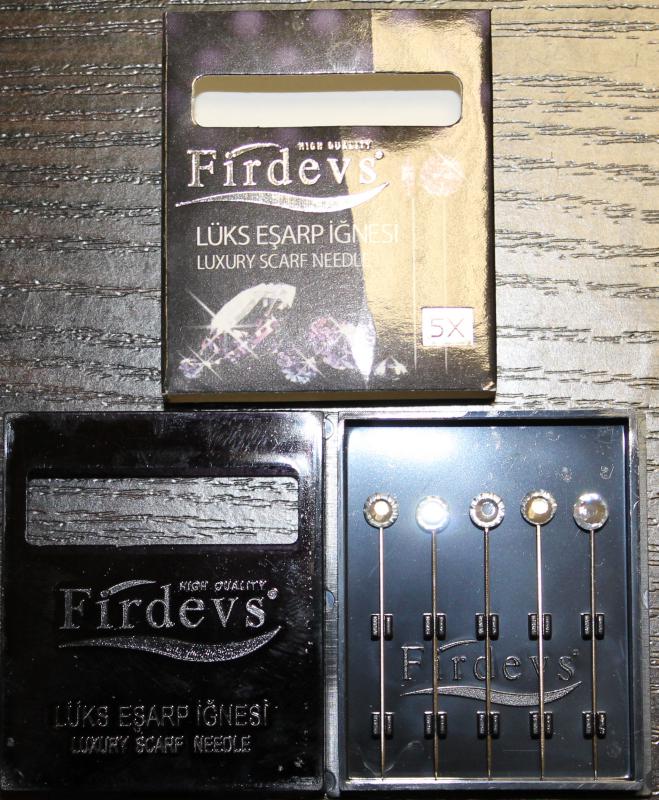 HIGH QUALITY
Firdevs®
LÜKS EŞARP İĞNESİ
LUXURY SCARF NEEDLE
5X
HIGH QUALITY
Firdevs®
LÜKS EŞARP İĞNESİ
LUXURY SCARF NEEDLE
Firdevs